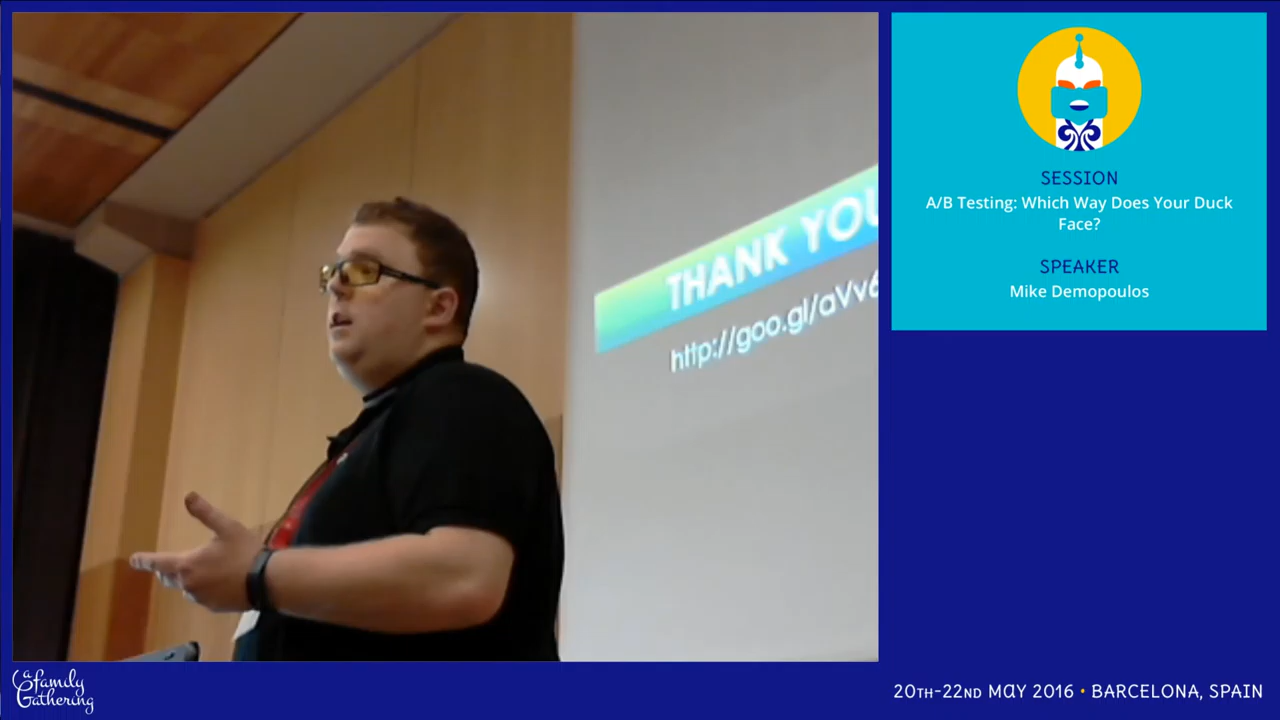 THANK YOU
http://goo.gl/aVv6
SESSION
A/B Testing: Which Way Does Your Duck
Face?
SPEAKER
Mike Demopoulos
a family
Gathering
20TH-22ND MAY 2016 • BARCELONA, SPAIN